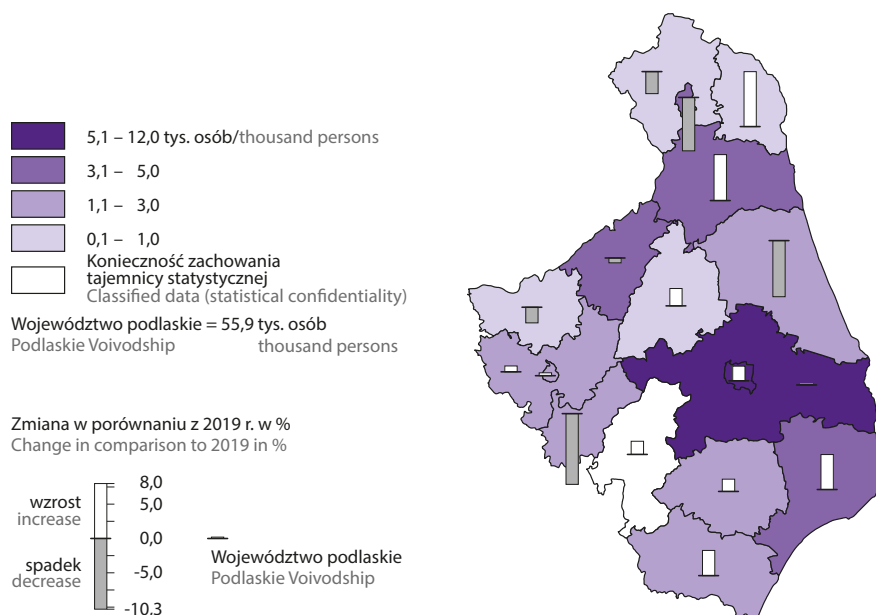 5,1 – 12,0 tys. osób/thousand persons
3,1 – 5,0
1,1 – 3,0
0,1 – 1,0
Konieczność zachowania
tajemnicy statystycznej
Classified data (statistical confidentiality)
Województwo podlaskie = 55,9 tys. osób
Podlaskie Voivodship thousand persons
Zmiana w porównaniu z 2019 r. w %
Change in comparison to 2019 in %
wzrost
increase
spadek
decrease
8,0
5,0
0,0
-5,0
-10,3
Województwo podlaskie
Podlaskie Voivodship